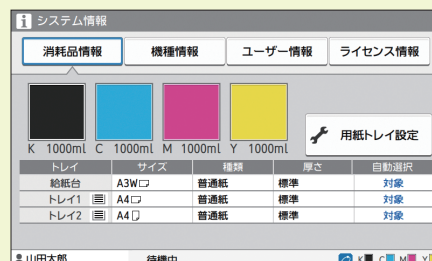 システム情報
消耗品情報 機種情報 ユーザー情報 ライセンス情報
K 1000ml C 1000ml M 1000ml Y 1000ml
用紙トレイ設定
トレイ サイズ 種類 厚さ 自動選択
給紙台 A3W 普通紙 標準 対象
トレイ1 A4 普通紙 標準 対象
トレイ2 A4 普通紙 標準 対象
山田太郎 待機中 K C M Y